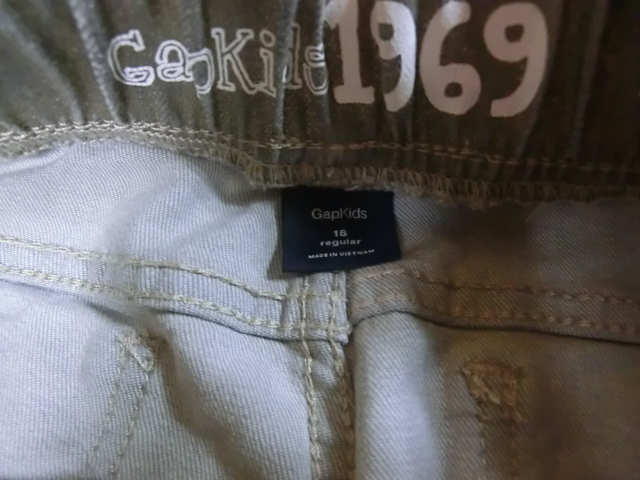 GapKids 1969
GapKids
16
regular
MADE IN VIETNAM